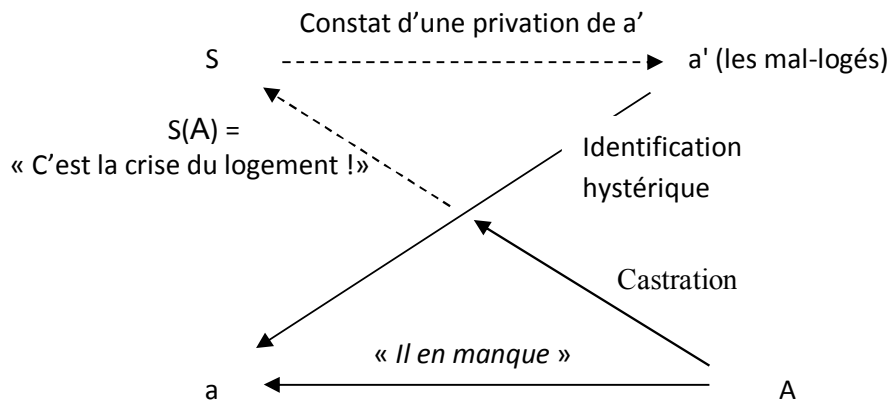 Constat d’une privation de a’
S
a' (les mal-logés)
S(A) =
« C’est la crise du logement !»
Identification
hystérique
Castration
« Il en manque »
a
A